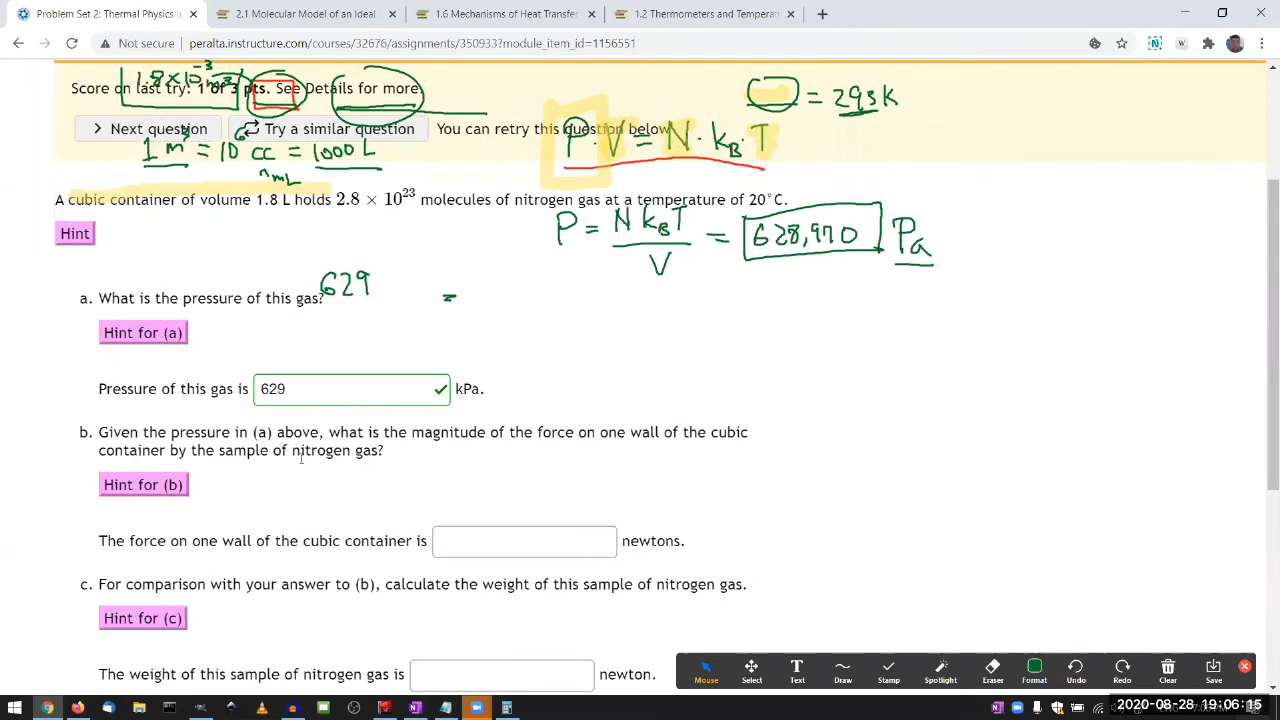 Problem Set 2: Thermal Physics I
2.1 Molecular Model of an Ideal
1.6 Mechanisms of Heat Transfer
1.2 Thermometers and Temperat
Not secure | peralta.instructure.com/courses/32676/assignments/350933?module_item_id=1156551
1.8 × 10⁻³ m³
Score on last try: 1 of 3 pts. See Details for more.
= 293K
Next question
Try a similar question
You can retry this question below
P · V = N · k_B · T
1 m³ = 10⁶ cc = 1000 L
mL
A cubic container of volume 1.8 L holds 2.8 × 10²³ molecules of nitrogen gas at a temperature of 20°C.
Hint
P = N k_B T / V = 628,970 Pa
a. What is the pressure of this gas?
629 =
Hint for (a)
Pressure of this gas is 629 kPa.
b. Given the pressure in (a) above, what is the magnitude of the force on one wall of the cubic
container by the sample of nitrogen gas?
Hint for (b)
The force on one wall of the cubic container is newtons.
c. For comparison with your answer to (b), calculate the weight of this sample of nitrogen gas.
Hint for (c)
The weight of this sample of nitrogen gas is newton.
Mouse Select Text Draw Stamp Spotlight Eraser Format Undo Redo Clear Save
2020-08-28 19:06:15